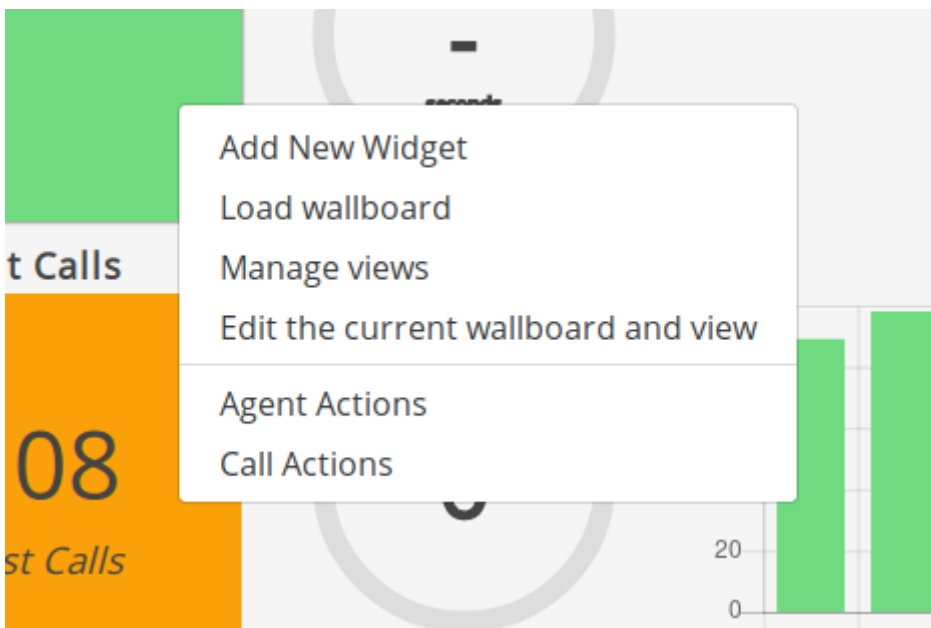 -
seconds
Add New Widget
Load wallboard
t Calls
Manage views
Edit the current wallboard and view
Agent Actions
08
Call Actions
st Calls
20
0